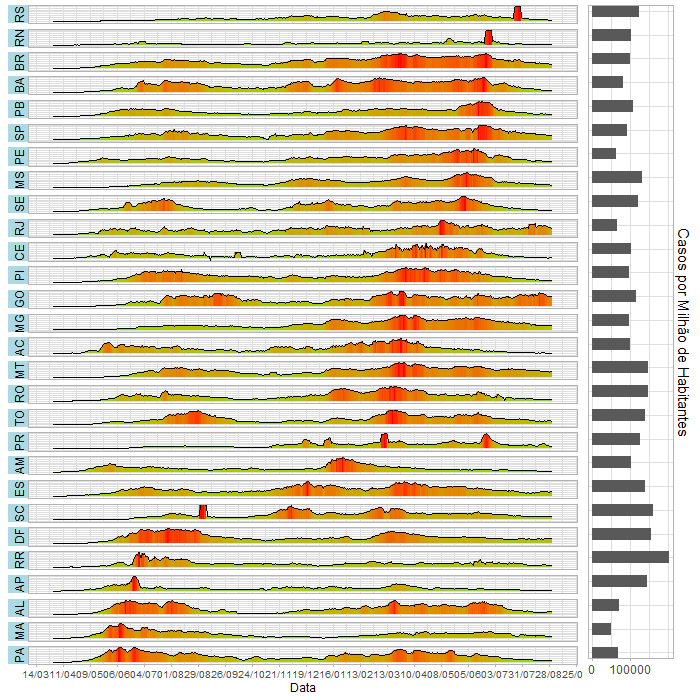 RS
RN
BR
BA
PB
SP
PE
MS
SE
RJ
CE
PI
GO
MG
AC
MT
RO
TO
PR
AM
ES
SC
DF
RR
AP
AL
MA
PA
14/0311/0409/0506/0604/0701/0829/0826/0924/1021/1119/1216/0113/0213/0310/0408/0505/0603/0731/0728/0825/0
Data
0 100000
Casos por Milhão de Habitantes